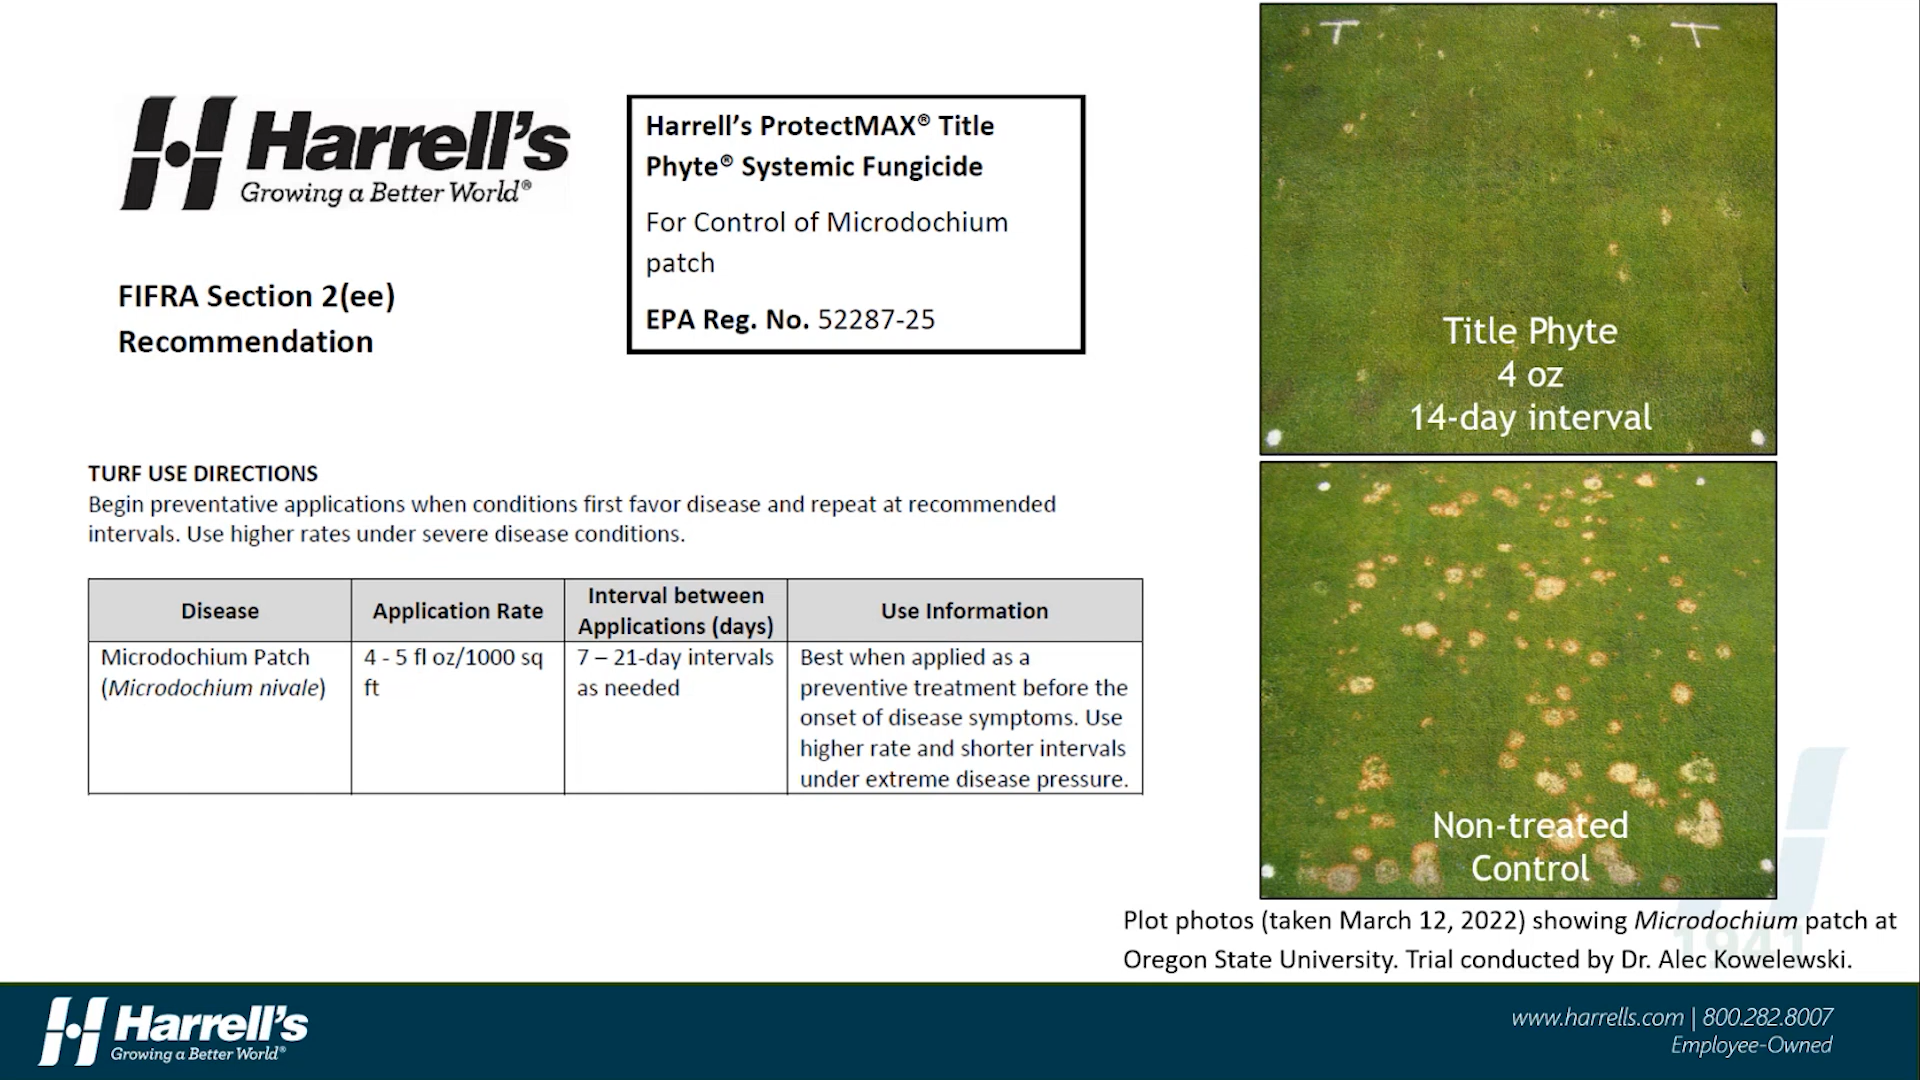 Harrell's
Growing a Better World®
FIFRA Section 2(ee)
Recommendation
Harrell's ProtectMAX® Title
Phyte® Systemic Fungicide
For Control of Microdochium
patch
EPA Reg. No. 52287-25
TURF USE DIRECTIONS
Begin preventative applications when conditions first favor disease and repeat at recommended
intervals. Use higher rates under severe disease conditions.
Disease
Application Rate
Interval between
Applications (days)
Use Information
Microdochium Patch
(Microdochium nivale)
4 - 5 fl oz/1000 sq
ft
7 – 21-day intervals
as needed
Best when applied as a
preventive treatment before the
onset of disease symptoms. Use
higher rate and shorter intervals
under extreme disease pressure.
Title Phyte
4 oz
14-day interval
Non-treated
Control
Plot photos (taken March 12, 2022) showing Microdochium patch at
Oregon State University. Trial conducted by Dr. Alec Kowelewski.
1941
Harrell's
Growing a Better World®
www.harrells.com | 800.282.8007
Employee-Owned